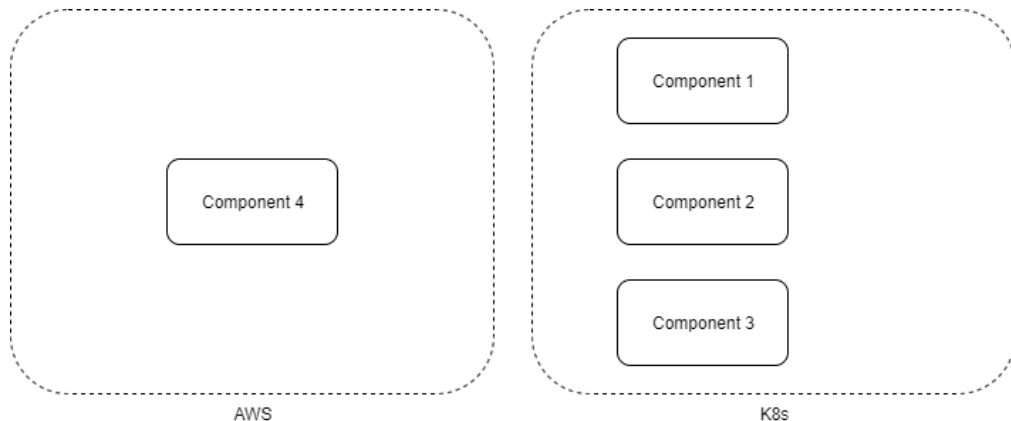 Component 1
Component 4
Component 2
Component 3
AWS
K8s